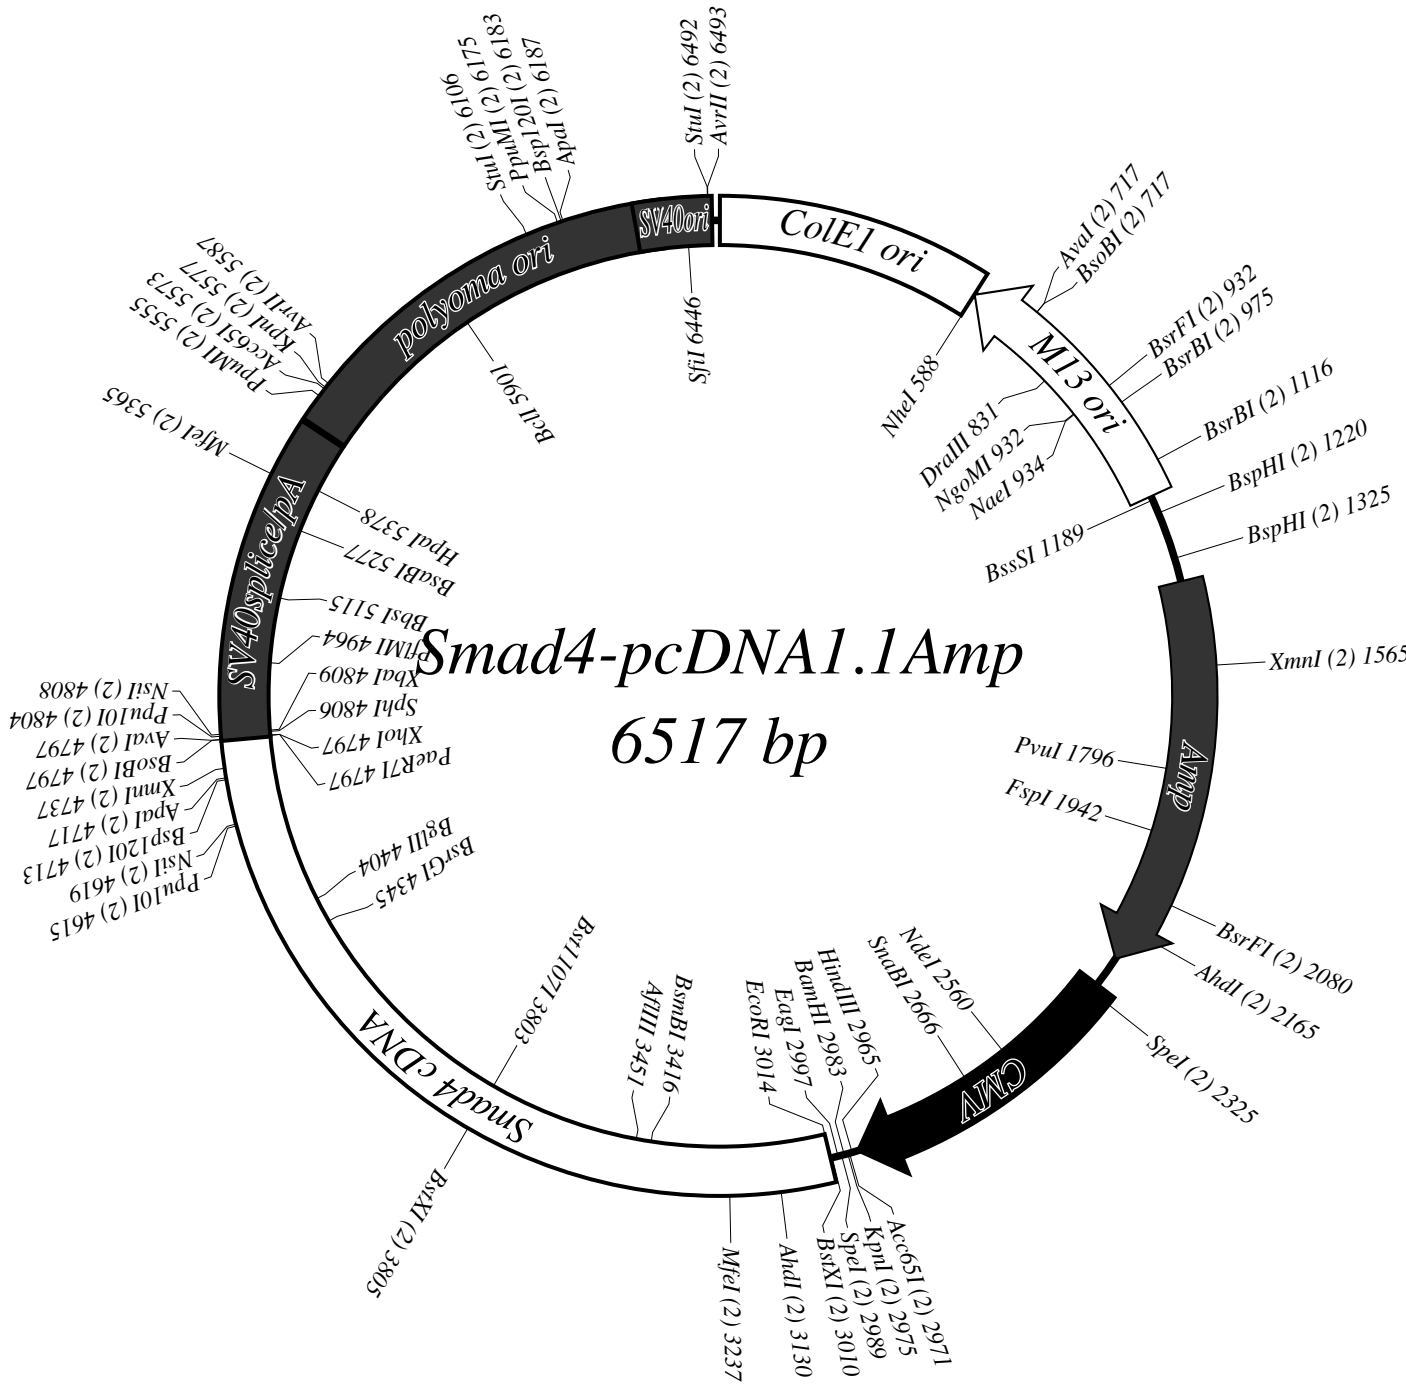 StuI (2) 6106
PpuMI (2) 6175
Bsp120I (2) 6183
ApaI (2) 6187
StuI (2) 6492
AvrII (2) 6493
AvaI (2) 717
BsoBI (2) 717
BsrFI (2) 932
BsrBI (2) 975
BsrBI (2) 1116
BspHI (2) 1220
BspHI (2) 1325
XmnI (2) 1565
BsrFI (2) 2080
AhdI (2) 2165
SpeI (2) 2325
Acc65I (2) 2971
KpnI (2) 2975
SpeI (2) 2989
BstXI (2) 3010
AhdI (2) 3130
MfeI (2) 3237
BstXI (2) 3805
Ppu10I (2) 4615
NsiI (2) 4619
Bsp120I (2) 4713
ApaI (2) 4717
XmnI (2) 4737
BsoBI (2) 4797
AvaI (2) 4797
Ppu10I (2) 4804
NsiI (2) 4808
MfeI (2) 5365
PpuMI (2) 5555
Acc65I (2) 5573
KpnI (2) 5577
AvrII (2) 5587
ColE1 ori
M13 ori
Amp
CMV
Smad4 cDNA
SV40splice/pA
polyoma ori
SV40ori
NheI 588
DraIII 831
NgoMI 932
NaeI 934
BssSI 1189
PvuI 1796
FspI 1942
NdeI 2560
SnaBI 2666
HindIII 2965
BamHI 2983
EagI 2997
EcoRI 3014
BsmBI 3416
AflIII 3451
Bst1107I 3803
BsrGI 4345
BglII 4404
PaeR7I 4797
XhoI 4797
SphI 4806
XbaI 4809
PflMI 4964
BbsI 5115
BsaBI 5277
HpaI 5378
BclI 5901
SfiI 6446
Smad4-pcDNA1.1Amp
6517 bp